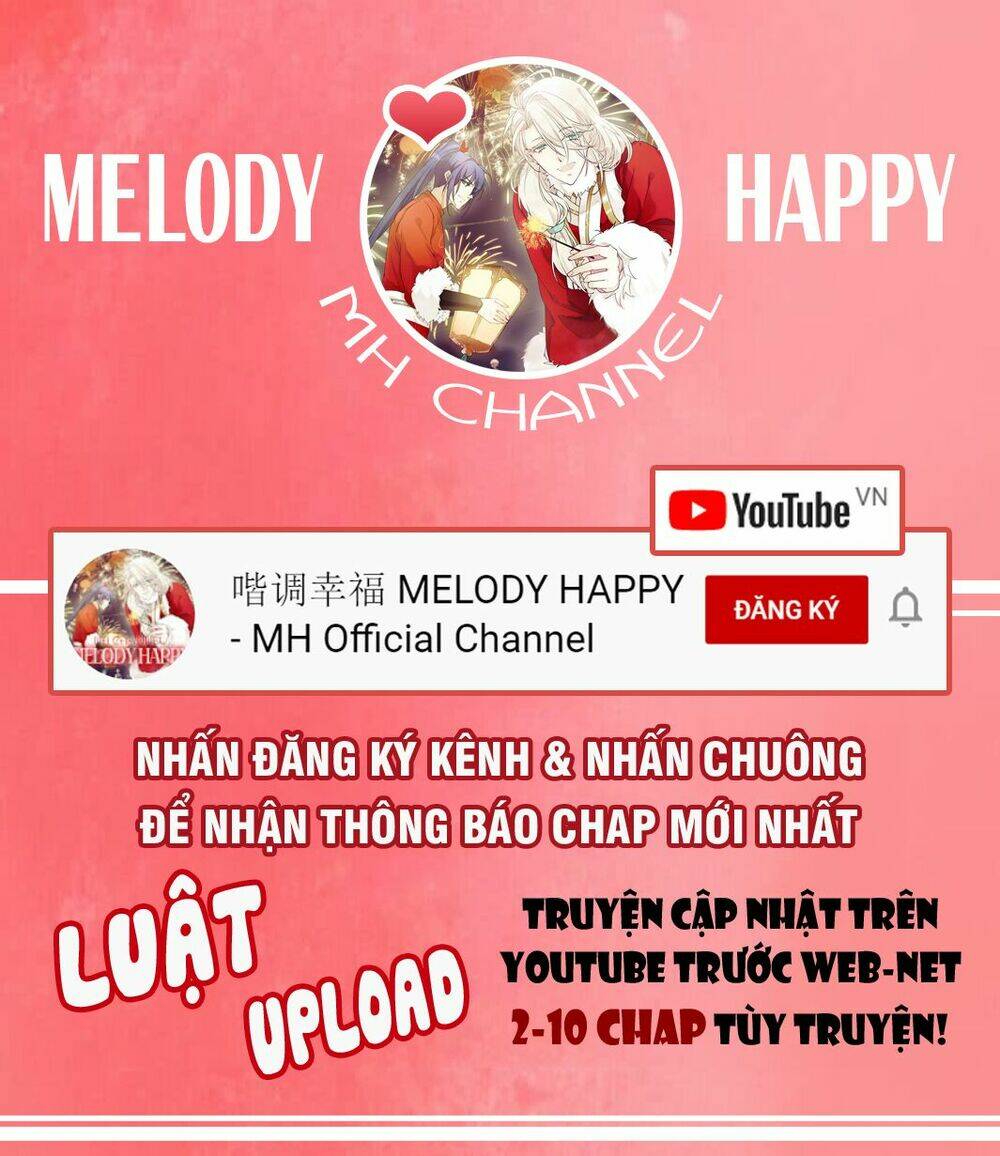 MELODY HAPPY
MH CHANNEL
YouTube VN
喈调幸福 MELODY HAPPY
- MH Official Channel
ĐĂNG KÝ
MELODY HAPPY
NHẤN ĐĂNG KÝ KÊNH & NHẤN CHUÔNG
ĐỂ NHẬN THÔNG BÁO CHAP MỚI NHẤT
LUẬT
UPLOAD
TRUYỆN CẬP NHẬT TRÊN
YOUTUBE TRƯỚC WEB-NET
2-10 CHAP TÙY TRUYỆN!